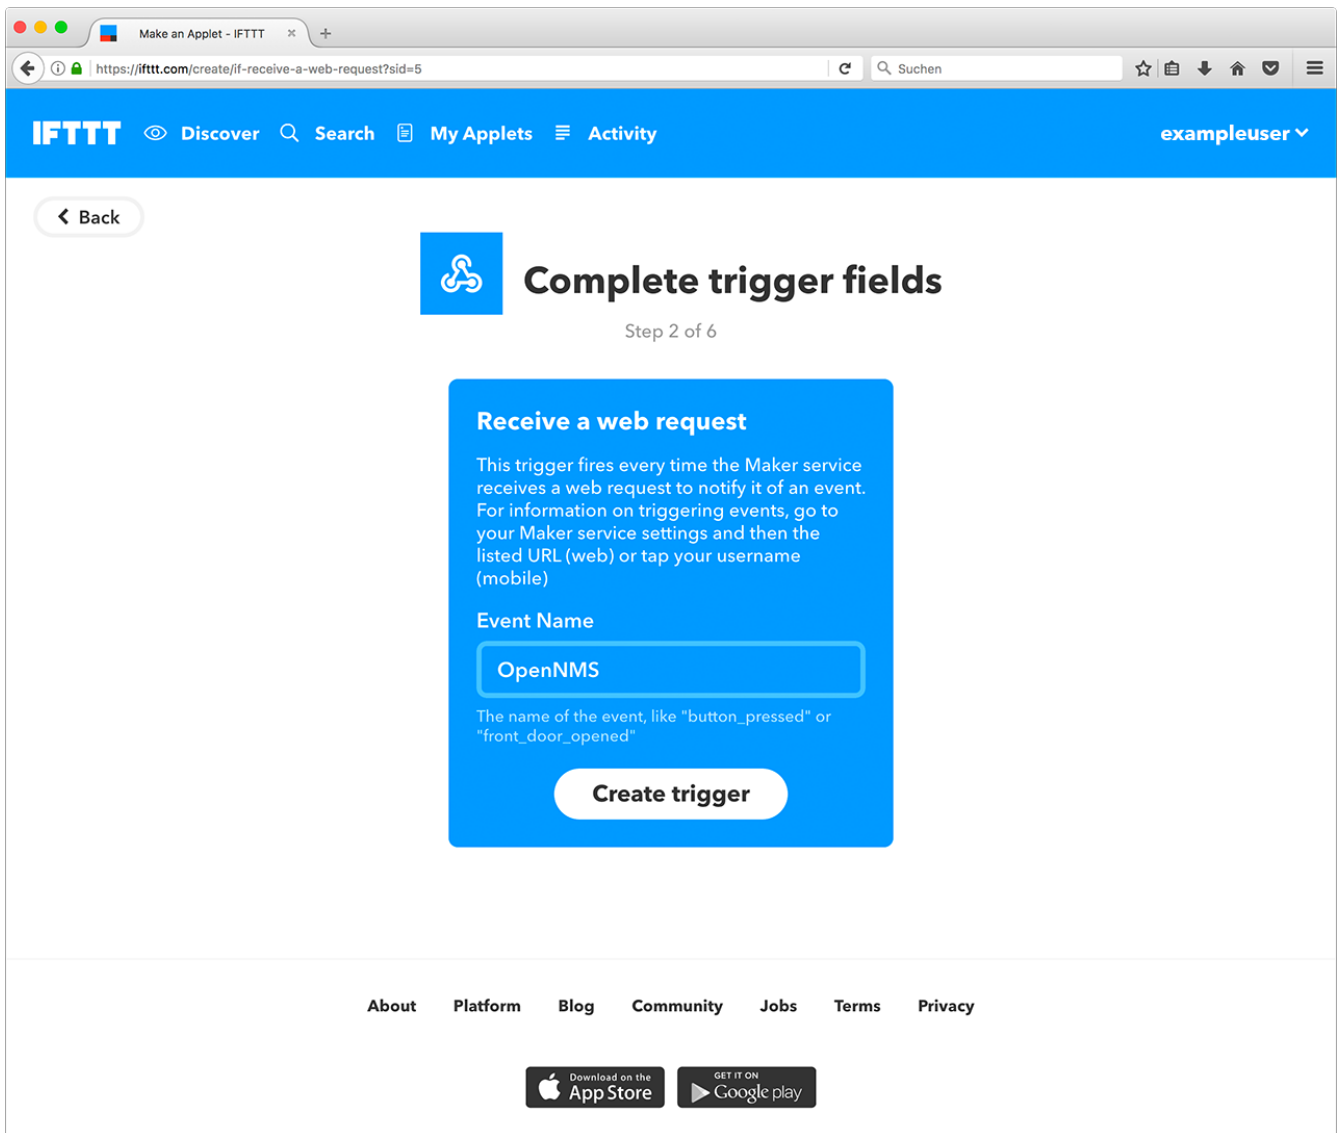 Make an Applet - IFTTT
https://ifttt.com/create/if-receive-a-web-request?sid=5
Suchen
IFTTT Discover Search My Applets Activity exampleuser
Back
Complete trigger fields
Step 2 of 6
Receive a web request
This trigger fires every time the Maker service
receives a web request to notify it of an event.
For information on triggering events, go to
your Maker service settings and then the
listed URL (web) or tap your username
(mobile)
Event Name
OpenNMS
The name of the event, like "button_pressed" or
"front_door_opened"
Create trigger
About Platform Blog Community Jobs Terms Privacy
Download on the
App Store
GET IT ON
Google play